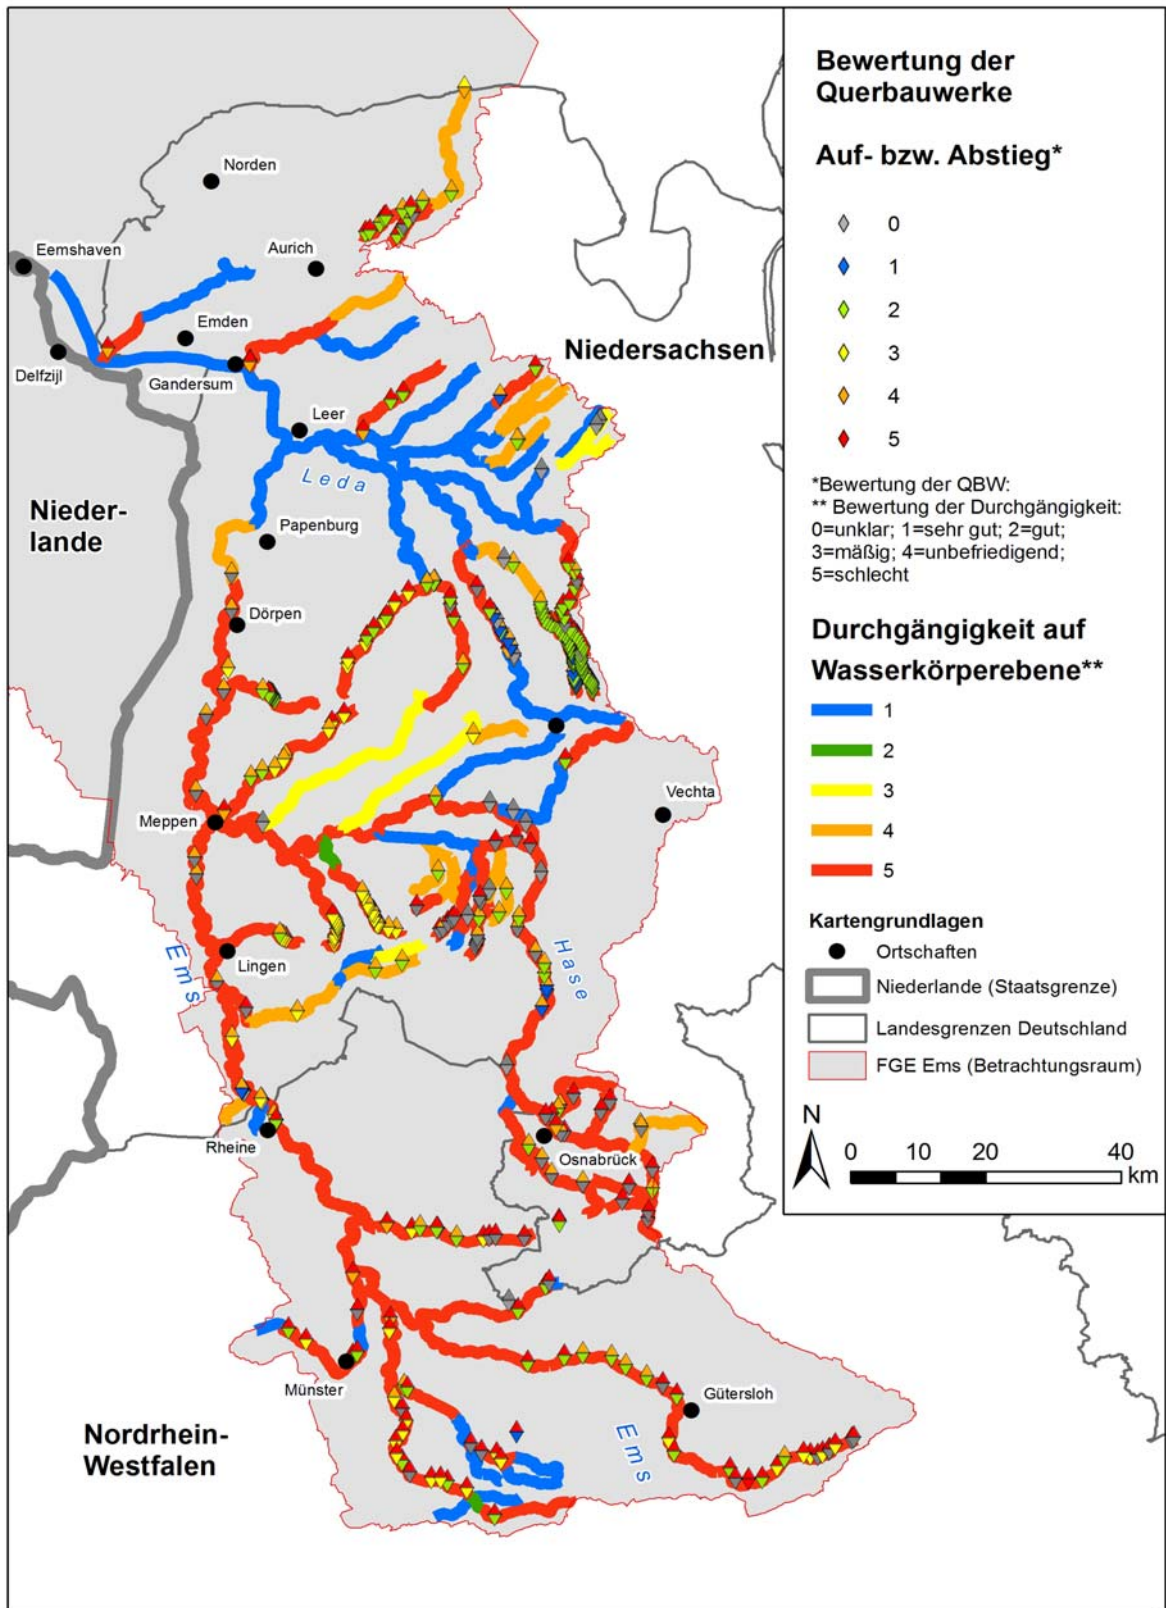 Norden
Eemshaven
Aurich
Emden
Delfzijl
Gandersum
Niedersachsen
Leer
Leda
Nieder-
lande
Papenburg
Dörpen
Vechta
Meppen
Ems
Lingen
Hase
Rheine
Osnabrück
Münster
Gütersloh
Ems
Nordrhein-
Westfalen
Bewertung der
Querbauwerke
Auf- bzw. Abstieg*
0
1
2
3
4
5
*Bewertung der QBW:
** Bewertung der Durchgängigkeit:
0=unklar; 1=sehr gut; 2=gut;
3=mäßig; 4=unbefriedigend;
5=schlecht
Durchgängigkeit auf
Wasserkörperebene**
1
2
3
4
5
Kartengrundlagen
Ortschaften
Niederlande (Staatsgrenze)
Landesgrenzen Deutschland
FGE Ems (Betrachtungsraum)
N
0 10 20 40
km